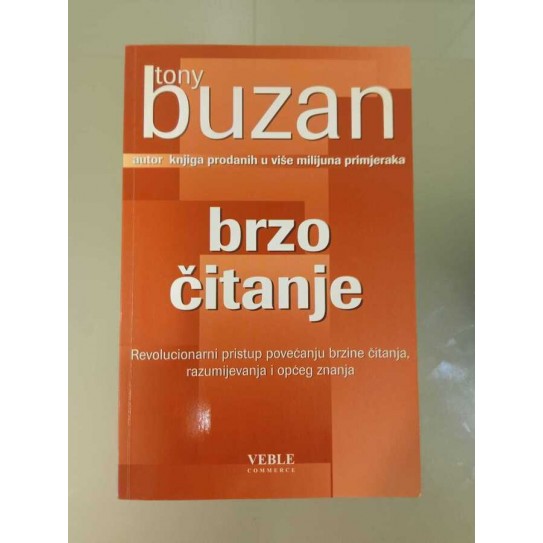 tony
buzan
autor knjiga prodanih u više milijuna primjeraka
brzo
čitanje
Revolucionarni pristup povećanju brzine čitanja,
razumijevanja i općeg znanja
VEBLE
COMMERCE